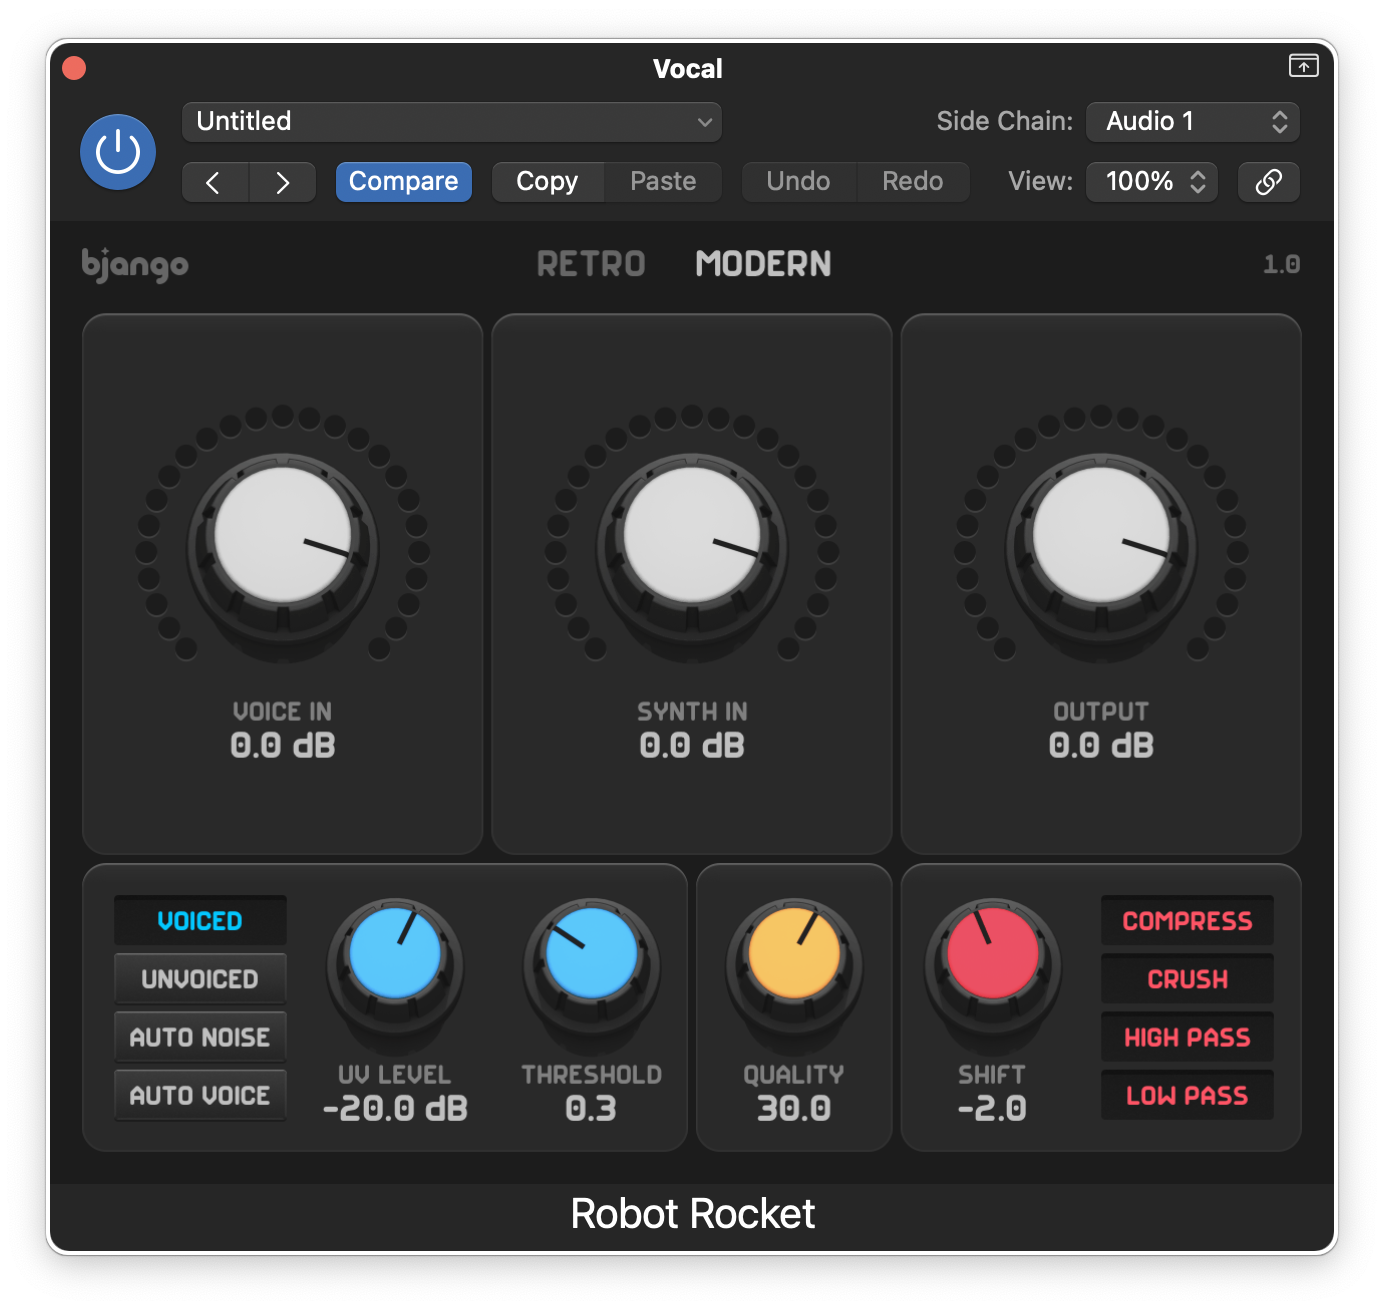 Vocal
Untitled
Side Chain: Audio 1
Compare Copy Paste Undo Redo View: 100%
bjango RETRO MODERN 1.0
VOICE IN SYNTH IN OUTPUT
0.0 dB 0.0 dB 0.0 dB
VOICED
UNVOICED
AUTO NOISE
AUTO VOICE
UV LEVEL
-20.0 dB
THRESHOLD
0.3
QUALITY
30.0
SHIFT
-2.0
COMPRESS
CRUSH
HIGH PASS
LOW PASS
Robot Rocket